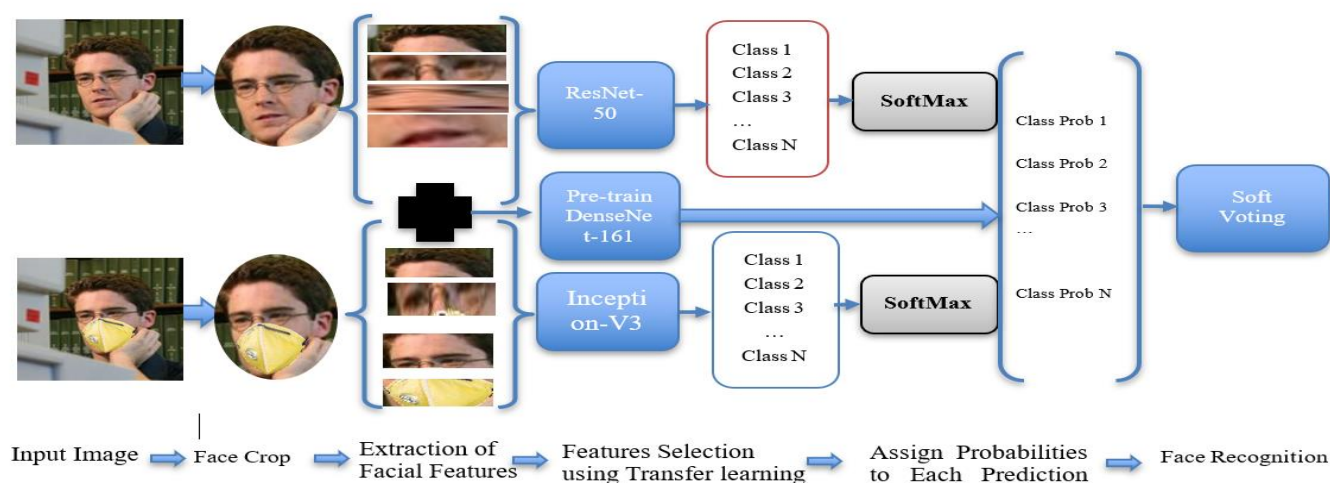 ResNet-
50
Class 1
Class 2
Class 3
...
Class N
SoftMax
Pre-train
DenseNe
t-161
Incepti
on-V3
Class 1
Class 2
Class 3
...
Class N
SoftMax
Class Prob 1
Class Prob 2
Class Prob 3
...
Class Prob N
Soft
Voting
Input Image
Face Crop
Extraction of
Facial Features
Features Selection
using Transfer learning
Assign Probabilities
to Each Prediction
Face Recognition